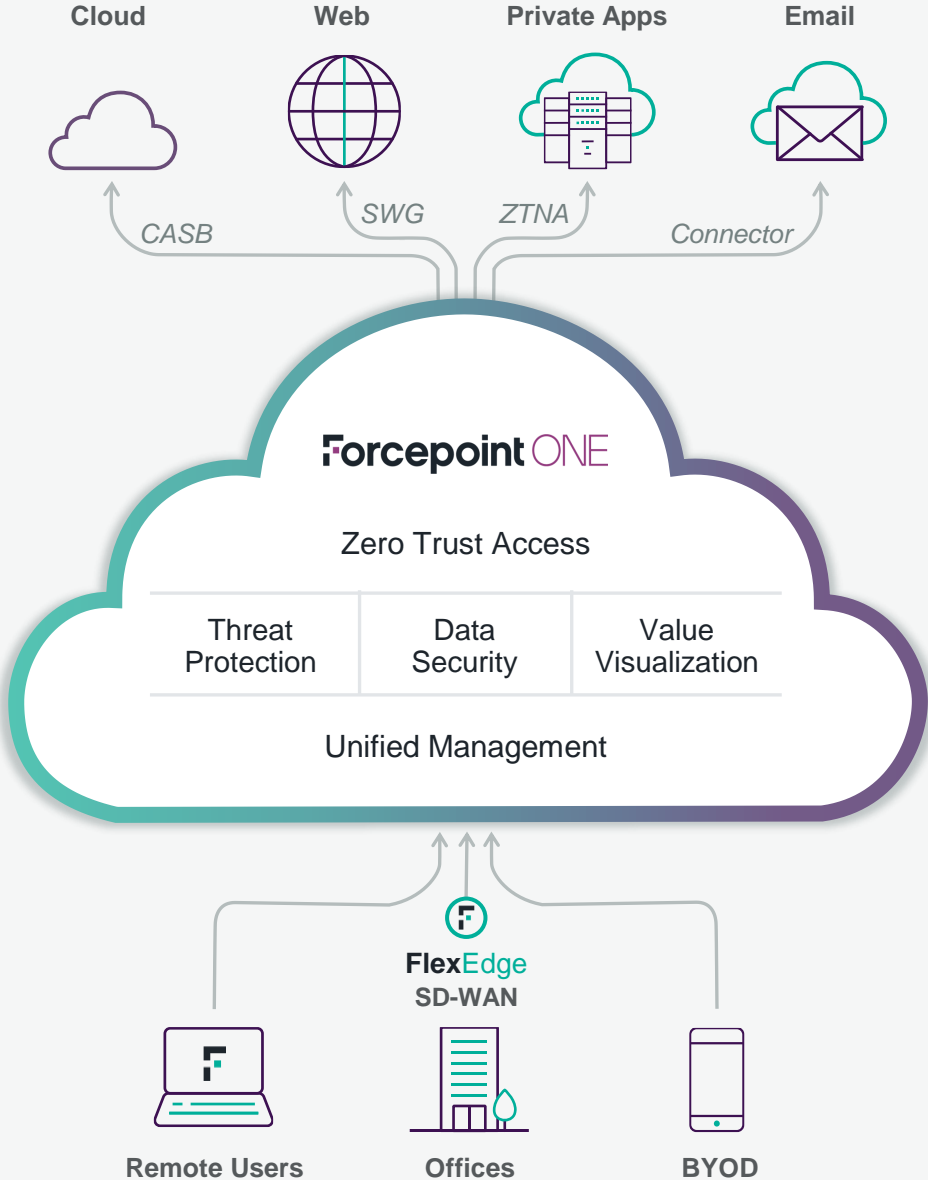 Cloud
Web
Private Apps
Email
CASB
SWG
ZTNA
Connector
Forcepoint ONE
Zero Trust Access
Threat
Protection
Data
Security
Value
Visualization
Unified Management
FlexEdge
SD-WAN
Remote Users
Offices
BYOD